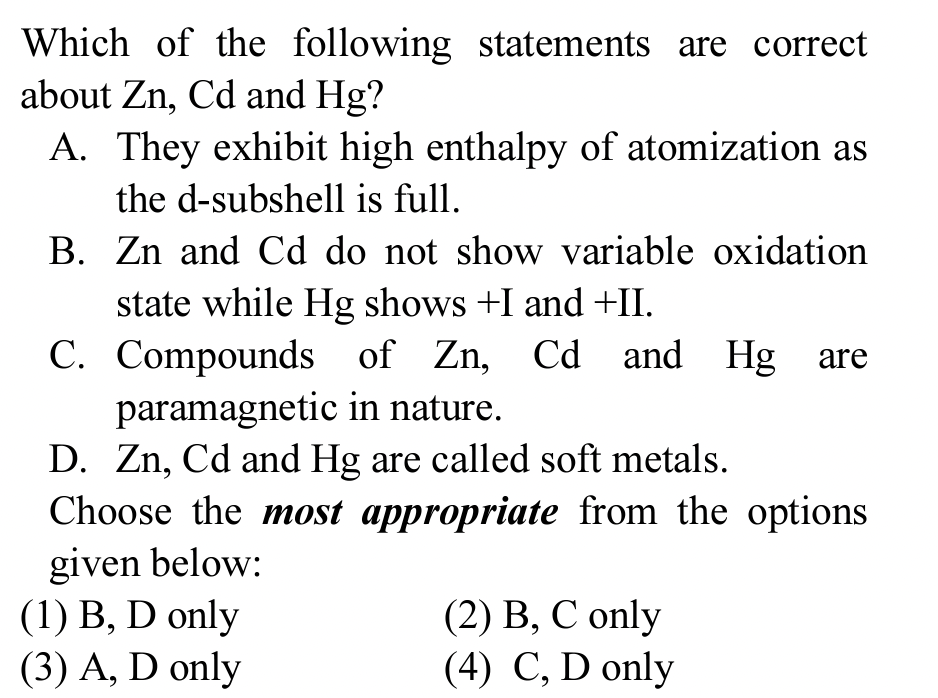 Which of the following statements are correct
about Zn, Cd and Hg?
A. They exhibit high enthalpy of atomization as
the d-subshell is full.
B. Zn and Cd do not show variable oxidation
state while Hg shows +I and +II.
C. Compounds of Zn, Cd and Hg are
paramagnetic in nature.
D. Zn, Cd and Hg are called soft metals.
Choose the most appropriate from the options
given below:
(1) B, D only (2) B, C only
(3) A, D only (4) C, D only